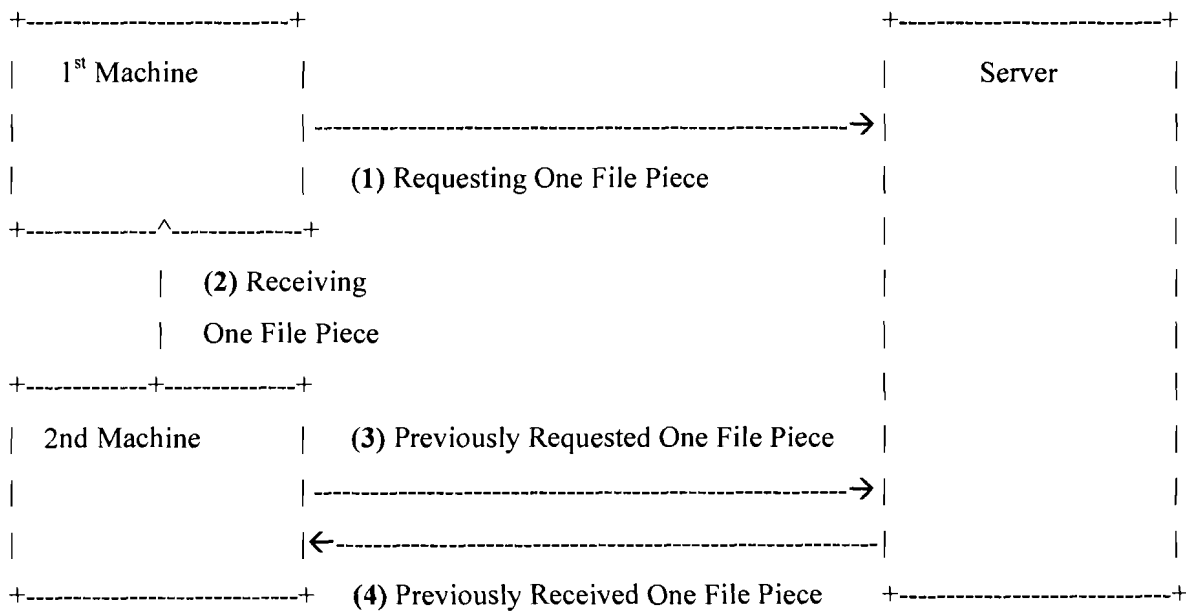 1st Machine
Server
(1) Requesting One File Piece
(2) Receiving
One File Piece
2nd Machine
(3) Previously Requested One File Piece
(4) Previously Received One File Piece